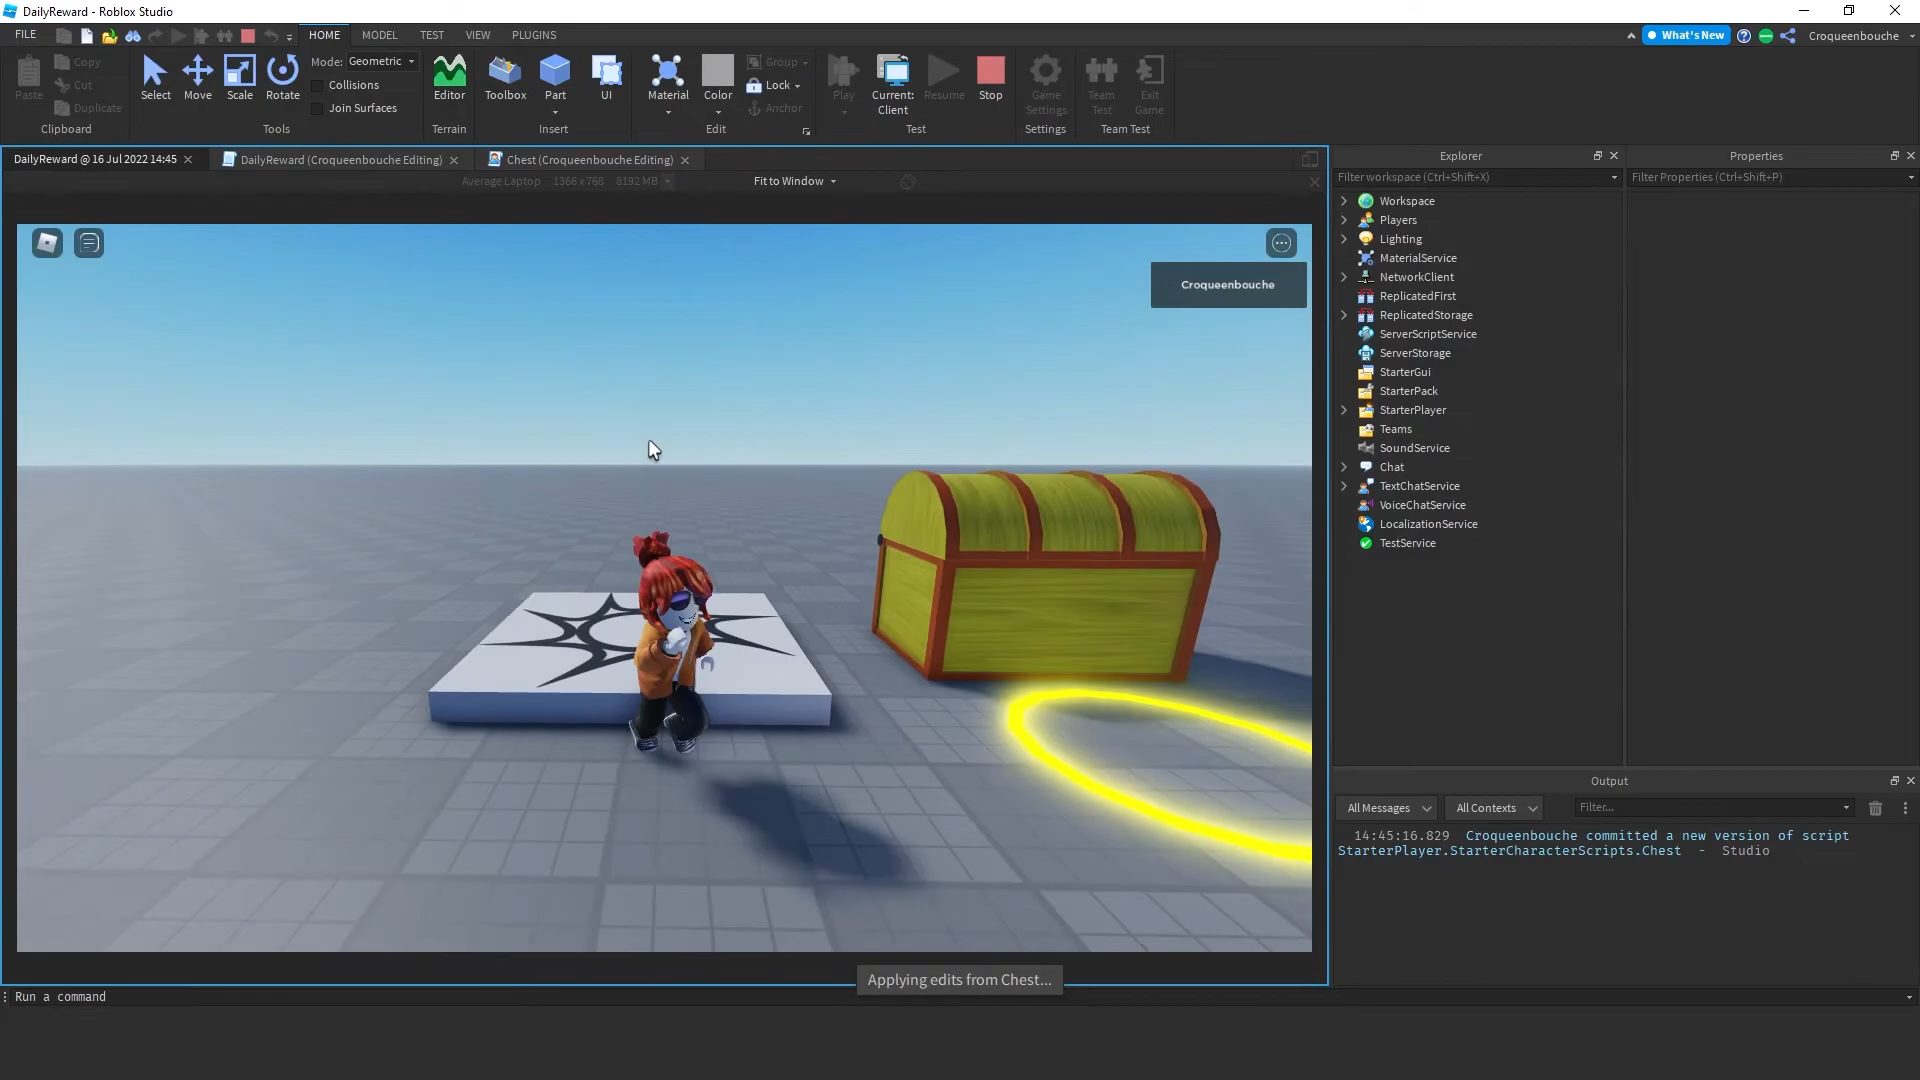 DailyReward - Roblox Studio
FILE
HOME
MODEL
TEST
VIEW
PLUGINS
What's New
Croqueenbouche
Paste
Copy
Cut
Duplicate
Clipboard
Select
Move
Scale
Rotate
Mode: Geometric
Collisions
Join Surfaces
Tools
Editor
Terrain
Toolbox
Part
UI
Insert
Material
Color
Group
Lock
Anchor
Edit
Play
Current:
Client
Resume
Stop
Test
Game
Settings
Settings
Team
Test
Exit
Game
Team Test
DailyReward @ 16 Jul 2022 14:45
DailyReward (Croqueenbouche Editing)
Chest (Croqueenbouche Editing)
Average Laptop 1366 x 768 8192 MB
Fit to Window
Croqueenbouche
Applying edits from Chest...
Run a command
Explorer
Filter workspace (Ctrl+Shift+X)
Workspace
Players
Lighting
MaterialService
NetworkClient
ReplicatedFirst
ReplicatedStorage
ServerScriptService
ServerStorage
StarterGui
StarterPack
StarterPlayer
Teams
SoundService
Chat
TextChatService
VoiceChatService
LocalizationService
TestService
Properties
Filter Properties (Ctrl+Shift+P)
Output
All Messages
All Contexts
Filter...
14:45:16.829 Croqueenbouche committed a new version of script
StarterPlayer.StarterCharacterScripts.Chest - Studio